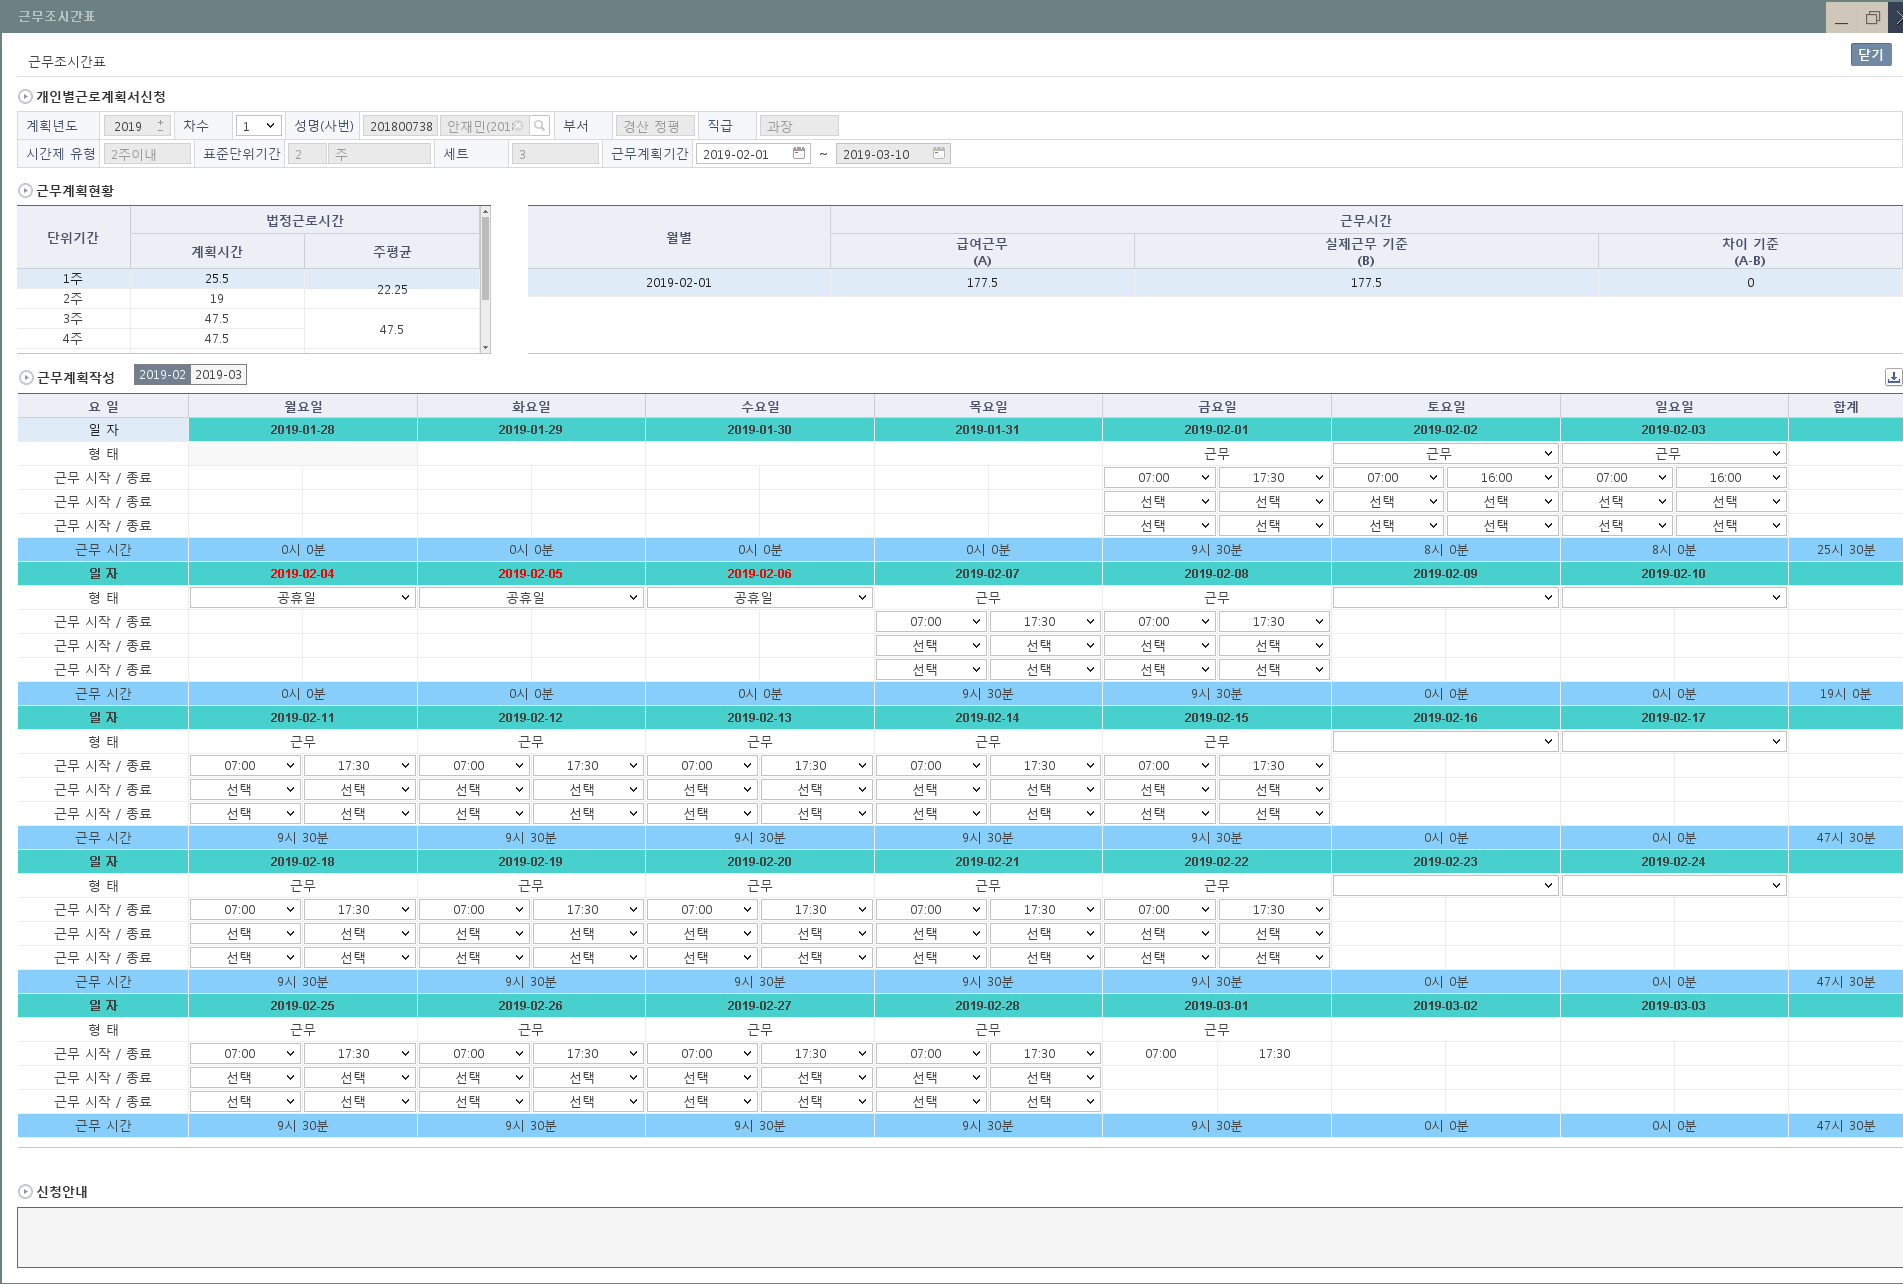 근무조시간표
근무조시간표 닫기
개인별근로계획서신청
계획년도 2019 차수 1 성명(사번) 201800738 안재민(201 부서 경산 정평 직급 과장
시간제 유형 2주이내 표준단위기간 2 주 세트 3 근무계획기간 2019-02-01 ~ 2019-03-10
근무계획현황
단위기간 법정근로시간
계획시간 주평균
1주 25.5 22.25
2주 19
3주 47.5 47.5
4주 47.5
월별 근무시간
급여근무 (A) 실제근무 기준 (B) 차이 기준 (A-B)
2019-02-01 177.5 177.5 0
근무계획작성 2019-02 2019-03
요 일 월요일 화요일 수요일 목요일 금요일 토요일 일요일 합계
일 자 2019-01-28 2019-01-29 2019-01-30 2019-01-31 2019-02-01 2019-02-02 2019-02-03
형 태 근무 근무 근무
근무 시작 / 종료 07:00 17:30 07:00 16:00 07:00 16:00
근무 시작 / 종료 선택 선택 선택 선택 선택 선택
근무 시작 / 종료 선택 선택 선택 선택 선택 선택
근무 시간 0시 0분 0시 0분 0시 0분 0시 0분 9시 30분 8시 0분 8시 0분 25시 30분
일 자 2019-02-04 2019-02-05 2019-02-06 2019-02-07 2019-02-08 2019-02-09 2019-02-10
형 태 공휴일 공휴일 공휴일 근무 근무
근무 시작 / 종료 07:00 17:30 07:00 17:30
근무 시작 / 종료 선택 선택 선택 선택
근무 시작 / 종료 선택 선택 선택 선택
근무 시간 0시 0분 0시 0분 0시 0분 9시 30분 9시 30분 0시 0분 0시 0분 19시 0분
일 자 2019-02-11 2019-02-12 2019-02-13 2019-02-14 2019-02-15 2019-02-16 2019-02-17
형 태 근무 근무 근무 근무 근무
근무 시작 / 종료 07:00 17:30 07:00 17:30 07:00 17:30 07:00 17:30 07:00 17:30
근무 시작 / 종료 선택 선택 선택 선택 선택 선택 선택 선택 선택 선택
근무 시작 / 종료 선택 선택 선택 선택 선택 선택 선택 선택 선택 선택
근무 시간 9시 30분 9시 30분 9시 30분 9시 30분 9시 30분 0시 0분 0시 0분 47시 30분
일 자 2019-02-18 2019-02-19 2019-02-20 2019-02-21 2019-02-22 2019-02-23 2019-02-24
형 태 근무 근무 근무 근무 근무
근무 시작 / 종료 07:00 17:30 07:00 17:30 07:00 17:30 07:00 17:30 07:00 17:30
근무 시작 / 종료 선택 선택 선택 선택 선택 선택 선택 선택 선택 선택
근무 시작 / 종료 선택 선택 선택 선택 선택 선택 선택 선택 선택 선택
근무 시간 9시 30분 9시 30분 9시 30분 9시 30분 9시 30분 0시 0분 0시 0분 47시 30분
일 자 2019-02-25 2019-02-26 2019-02-27 2019-02-28 2019-03-01 2019-03-02 2019-03-03
형 태 근무 근무 근무 근무 근무
근무 시작 / 종료 07:00 17:30 07:00 17:30 07:00 17:30 07:00 17:30 07:00 17:30
근무 시작 / 종료 선택 선택 선택 선택 선택 선택 선택 선택
근무 시작 / 종료 선택 선택 선택 선택 선택 선택 선택 선택
근무 시간 9시 30분 9시 30분 9시 30분 9시 30분 9시 30분 0시 0분 0시 0분 47시 30분
신청안내